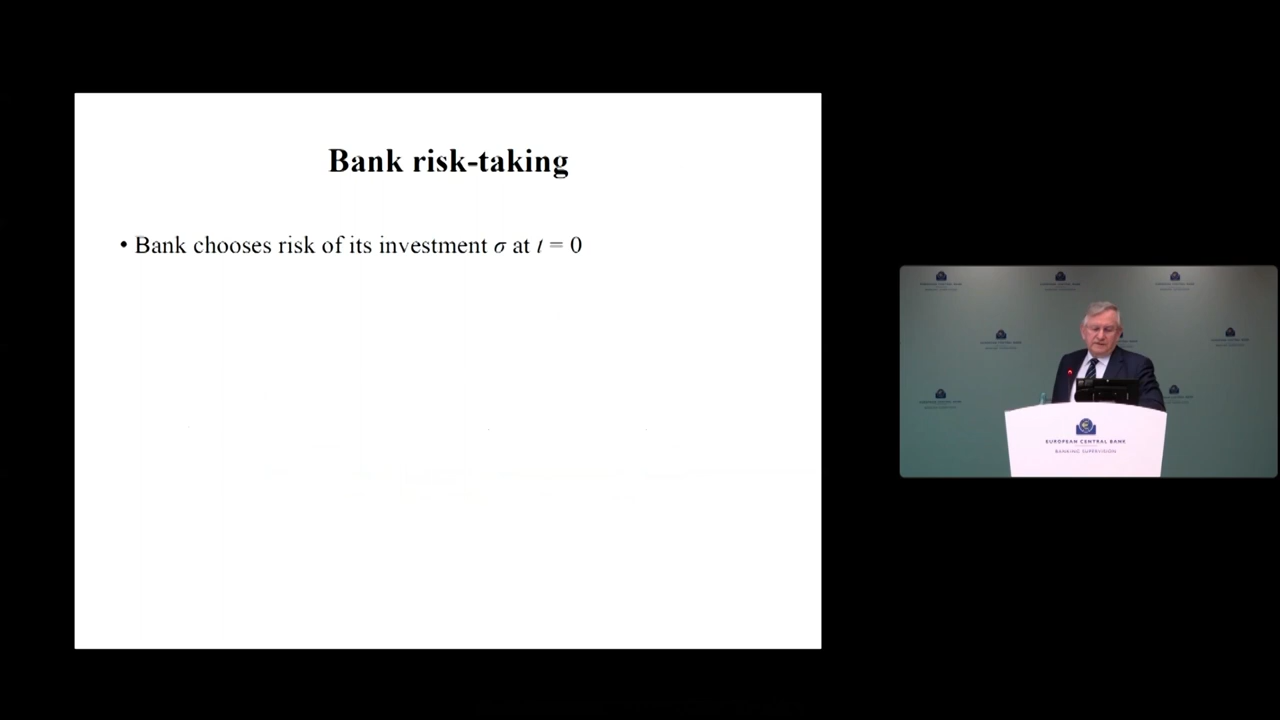 Bank risk-taking
• Bank chooses risk of its investment σ at t = 0
EUROPEAN CENTRAL BANK
BANKING SUPERVISION